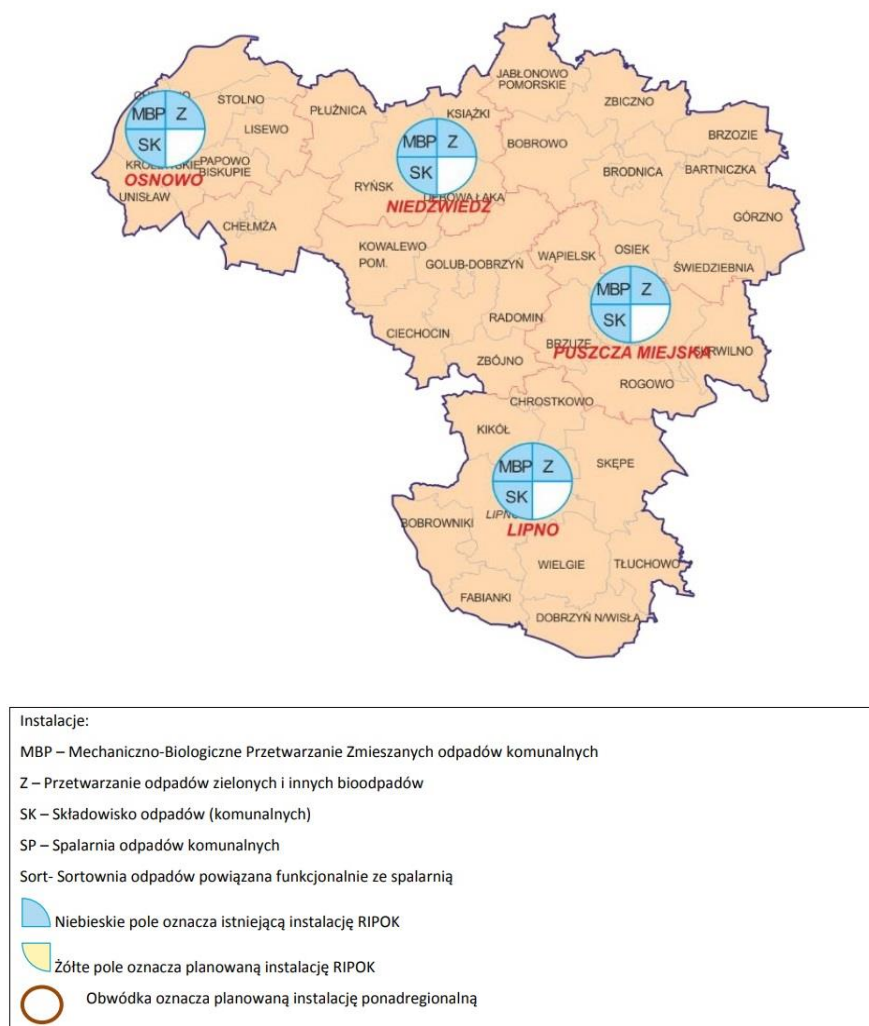 JABŁONOWO
POMORSKIE
STOLNO
PŁUŻNICA
KSIĄŻKI
ZBICZNO
MBP Z
SK
LISEWO
MBP Z
SK
BOBROWO
BRZOZIE
PAPOWO
BISKUPIE
BRODNICA
BARTNICZKA
OSNOWO
UNISŁAW
RYŃSK
NIEDŹWIEDŹ
GÓRZNO
CHEŁMŻA
KOWALEWO
POM.
GOLUB-DOBRZYŃ
WĄPIELSK
OSIEK
ŚWIEDZIEBNIA
MBP Z
SK
RADOMIN
CIECHOCIN
BRZUZE
PUSZCZA MIEJSKA
ZBÓJNO
ROGOWO
CHROSTKOWO
KIKÓŁ
MBP Z
SK
SKĘPE
LIPNO
BOBROWNIKI
LIPNO
WIELGIE
TŁUCHOWO
FABIANKI
DOBRZYŃ N/WISŁĄ
Instalacje:
MBP – Mechaniczno-Biologiczne Przetwarzanie Zmieszanych odpadów komunalnych
Z – Przetwarzanie odpadów zielonych i innych bioodpadów
SK – Składowisko odpadów (komunalnych)
SP – Spalarnia odpadów komunalnych
Sort- Sortownia odpadów powiązana funkcjonalnie ze spalarnią
Niebieskie pole oznacza istniejącą instalację RIPOK
Żółte pole oznacza planowaną instalację RIPOK
Obwódka oznacza planowaną instalację ponadregionalną